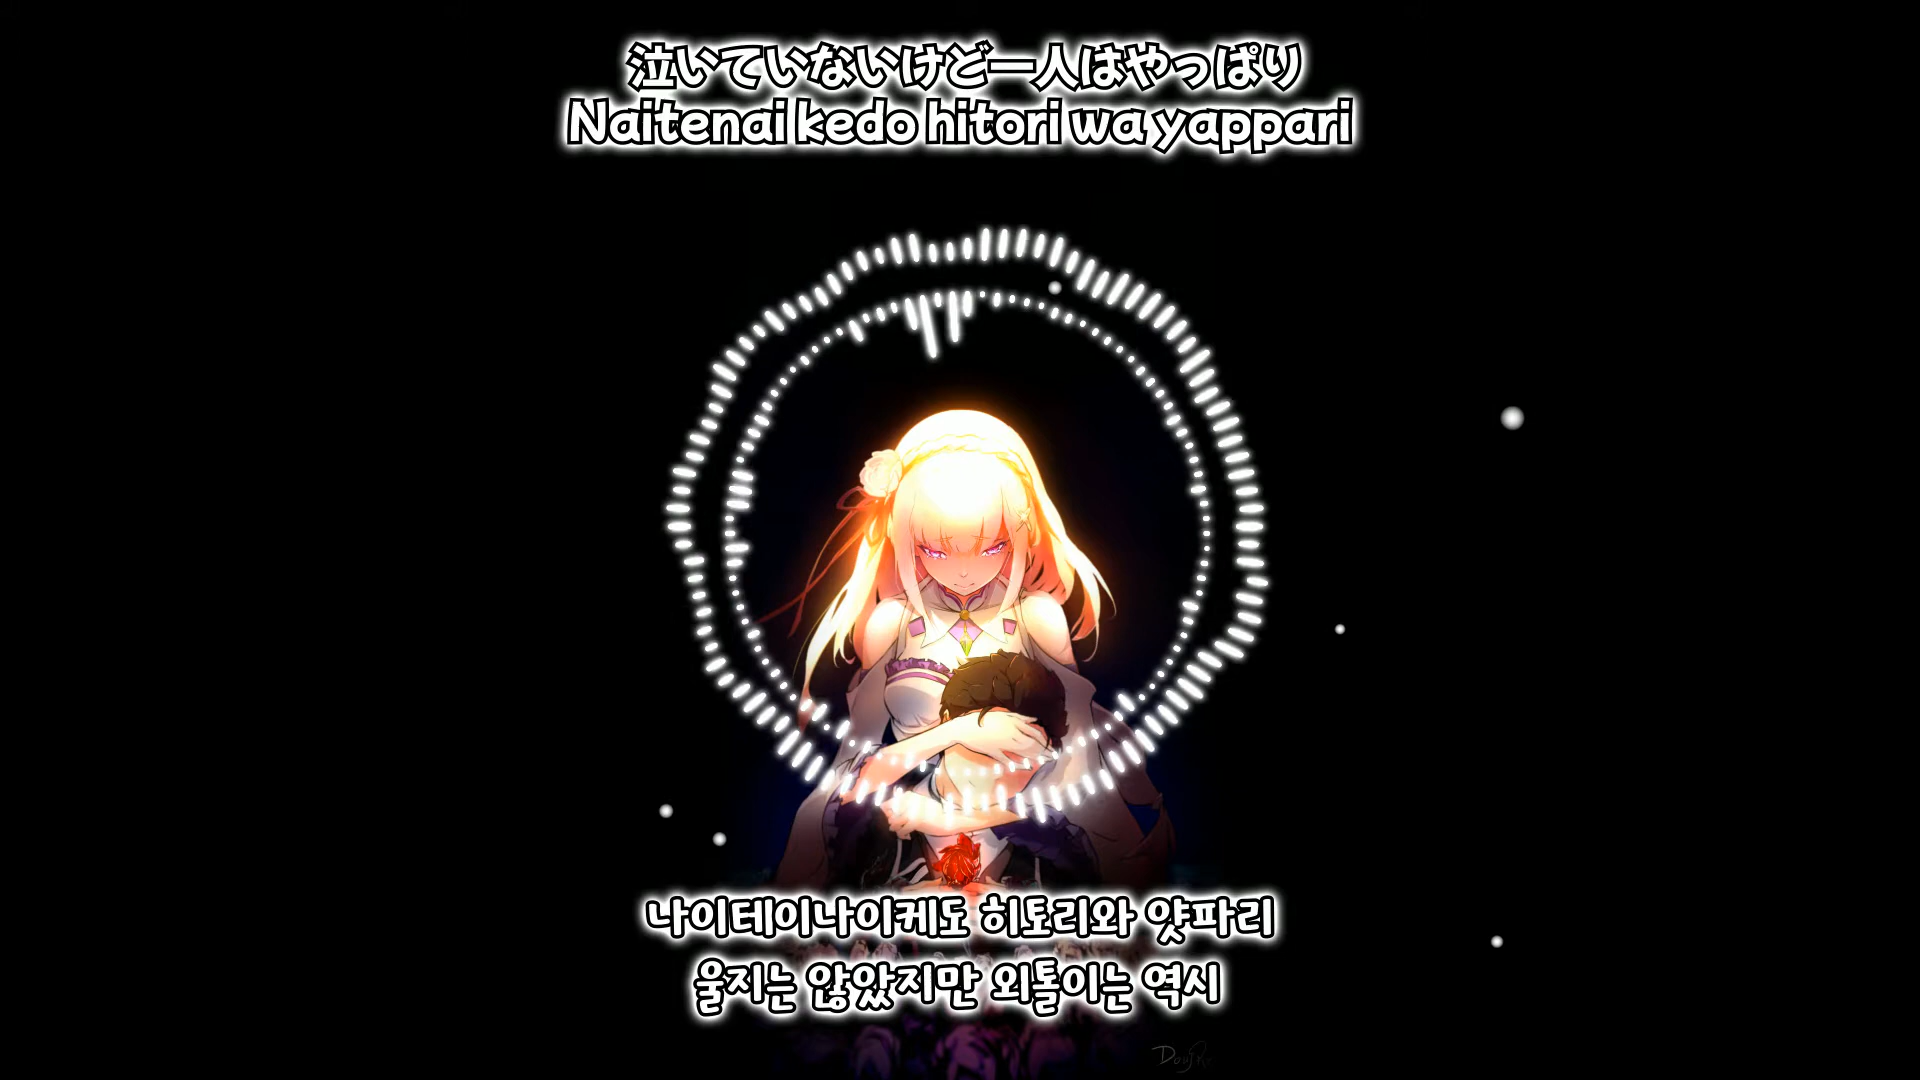 泣いていないけど一人はやっぱり
Naitenai kedo hitori wa yappari
나이테이나이케도 히토리와 얏파리
울지는 않았지만 외톨이는 역시